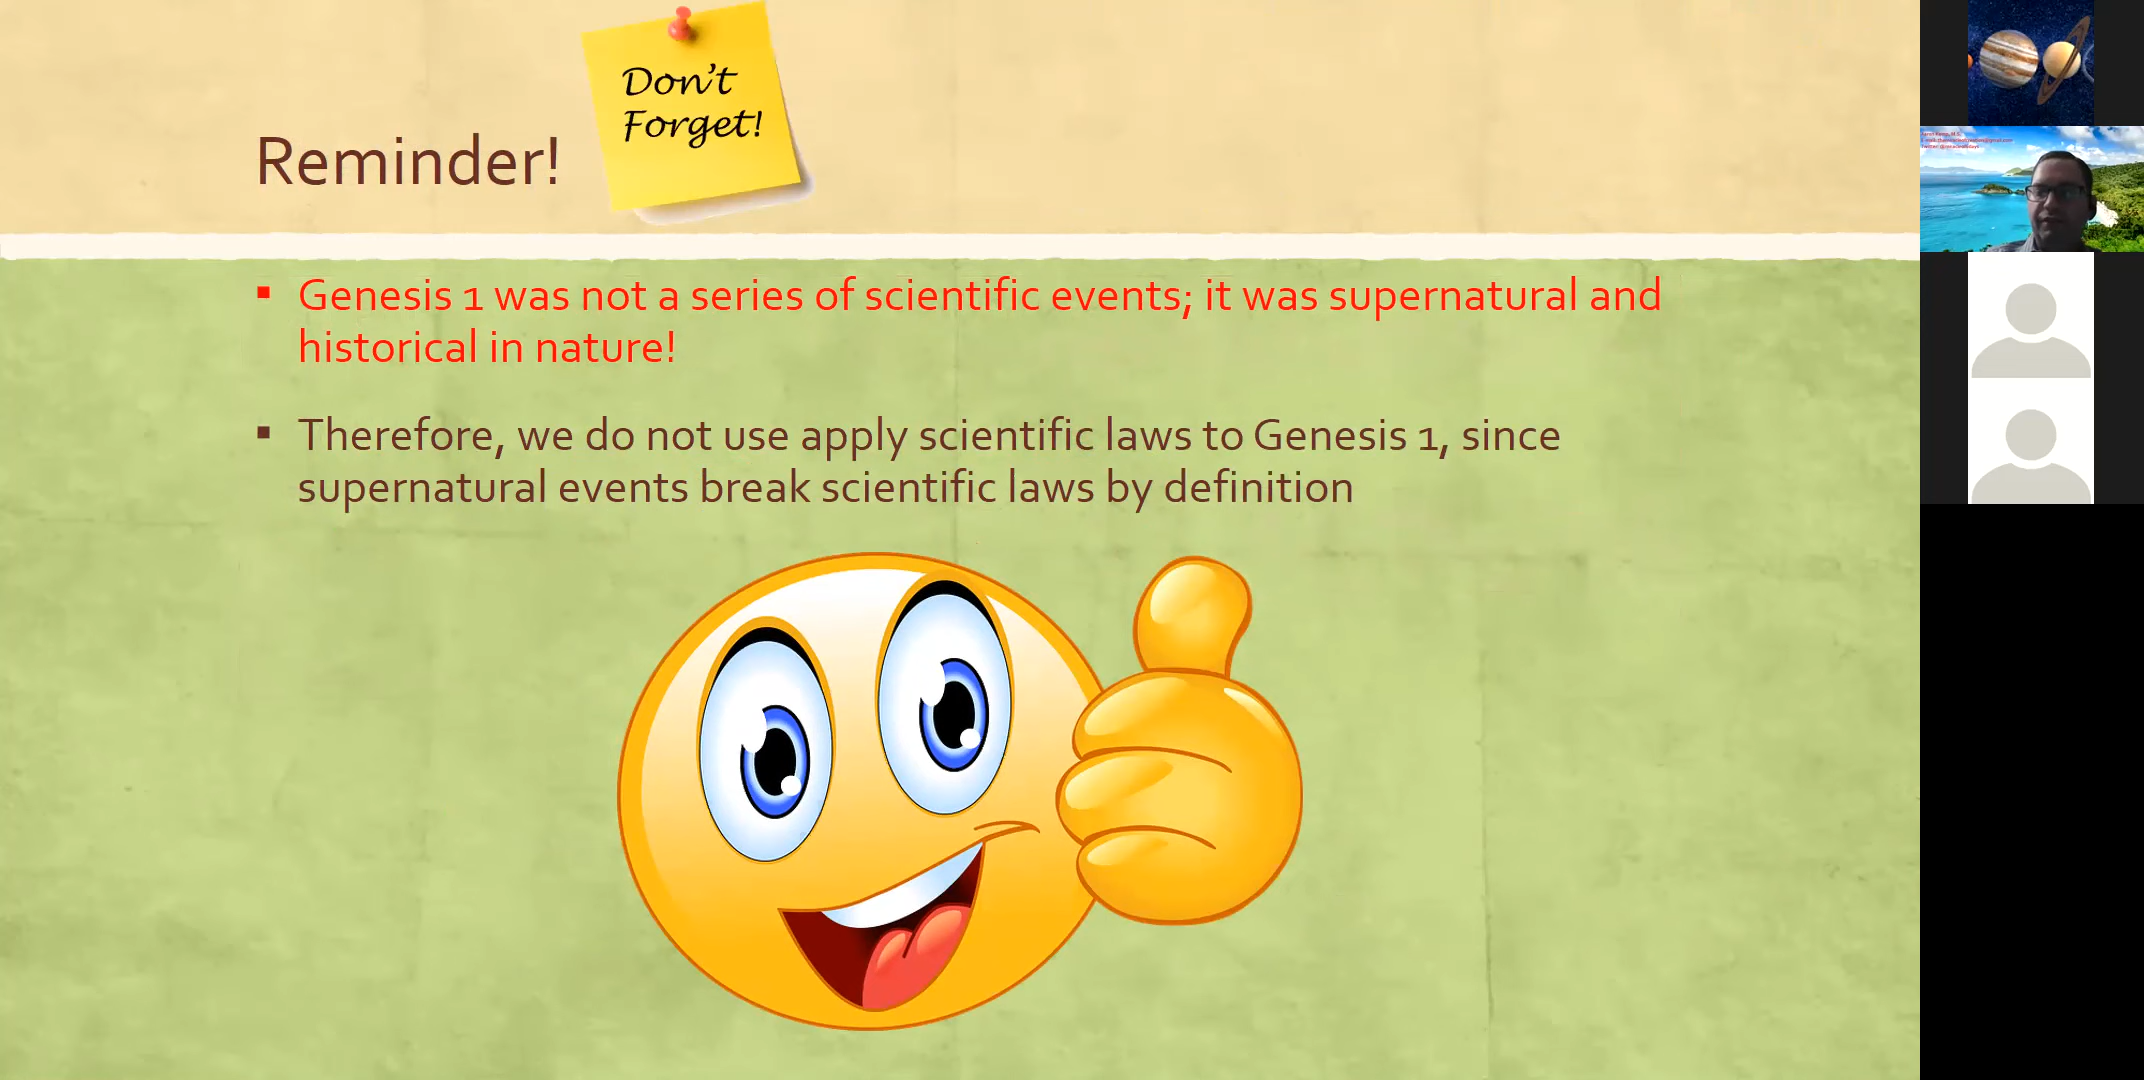 Don't
Forget!
Reminder!
Genesis 1 was not a series of scientific events; it was supernatural and
historical in nature!
Therefore, we do not use apply scientific laws to Genesis 1, since
supernatural events break scientific laws by definition